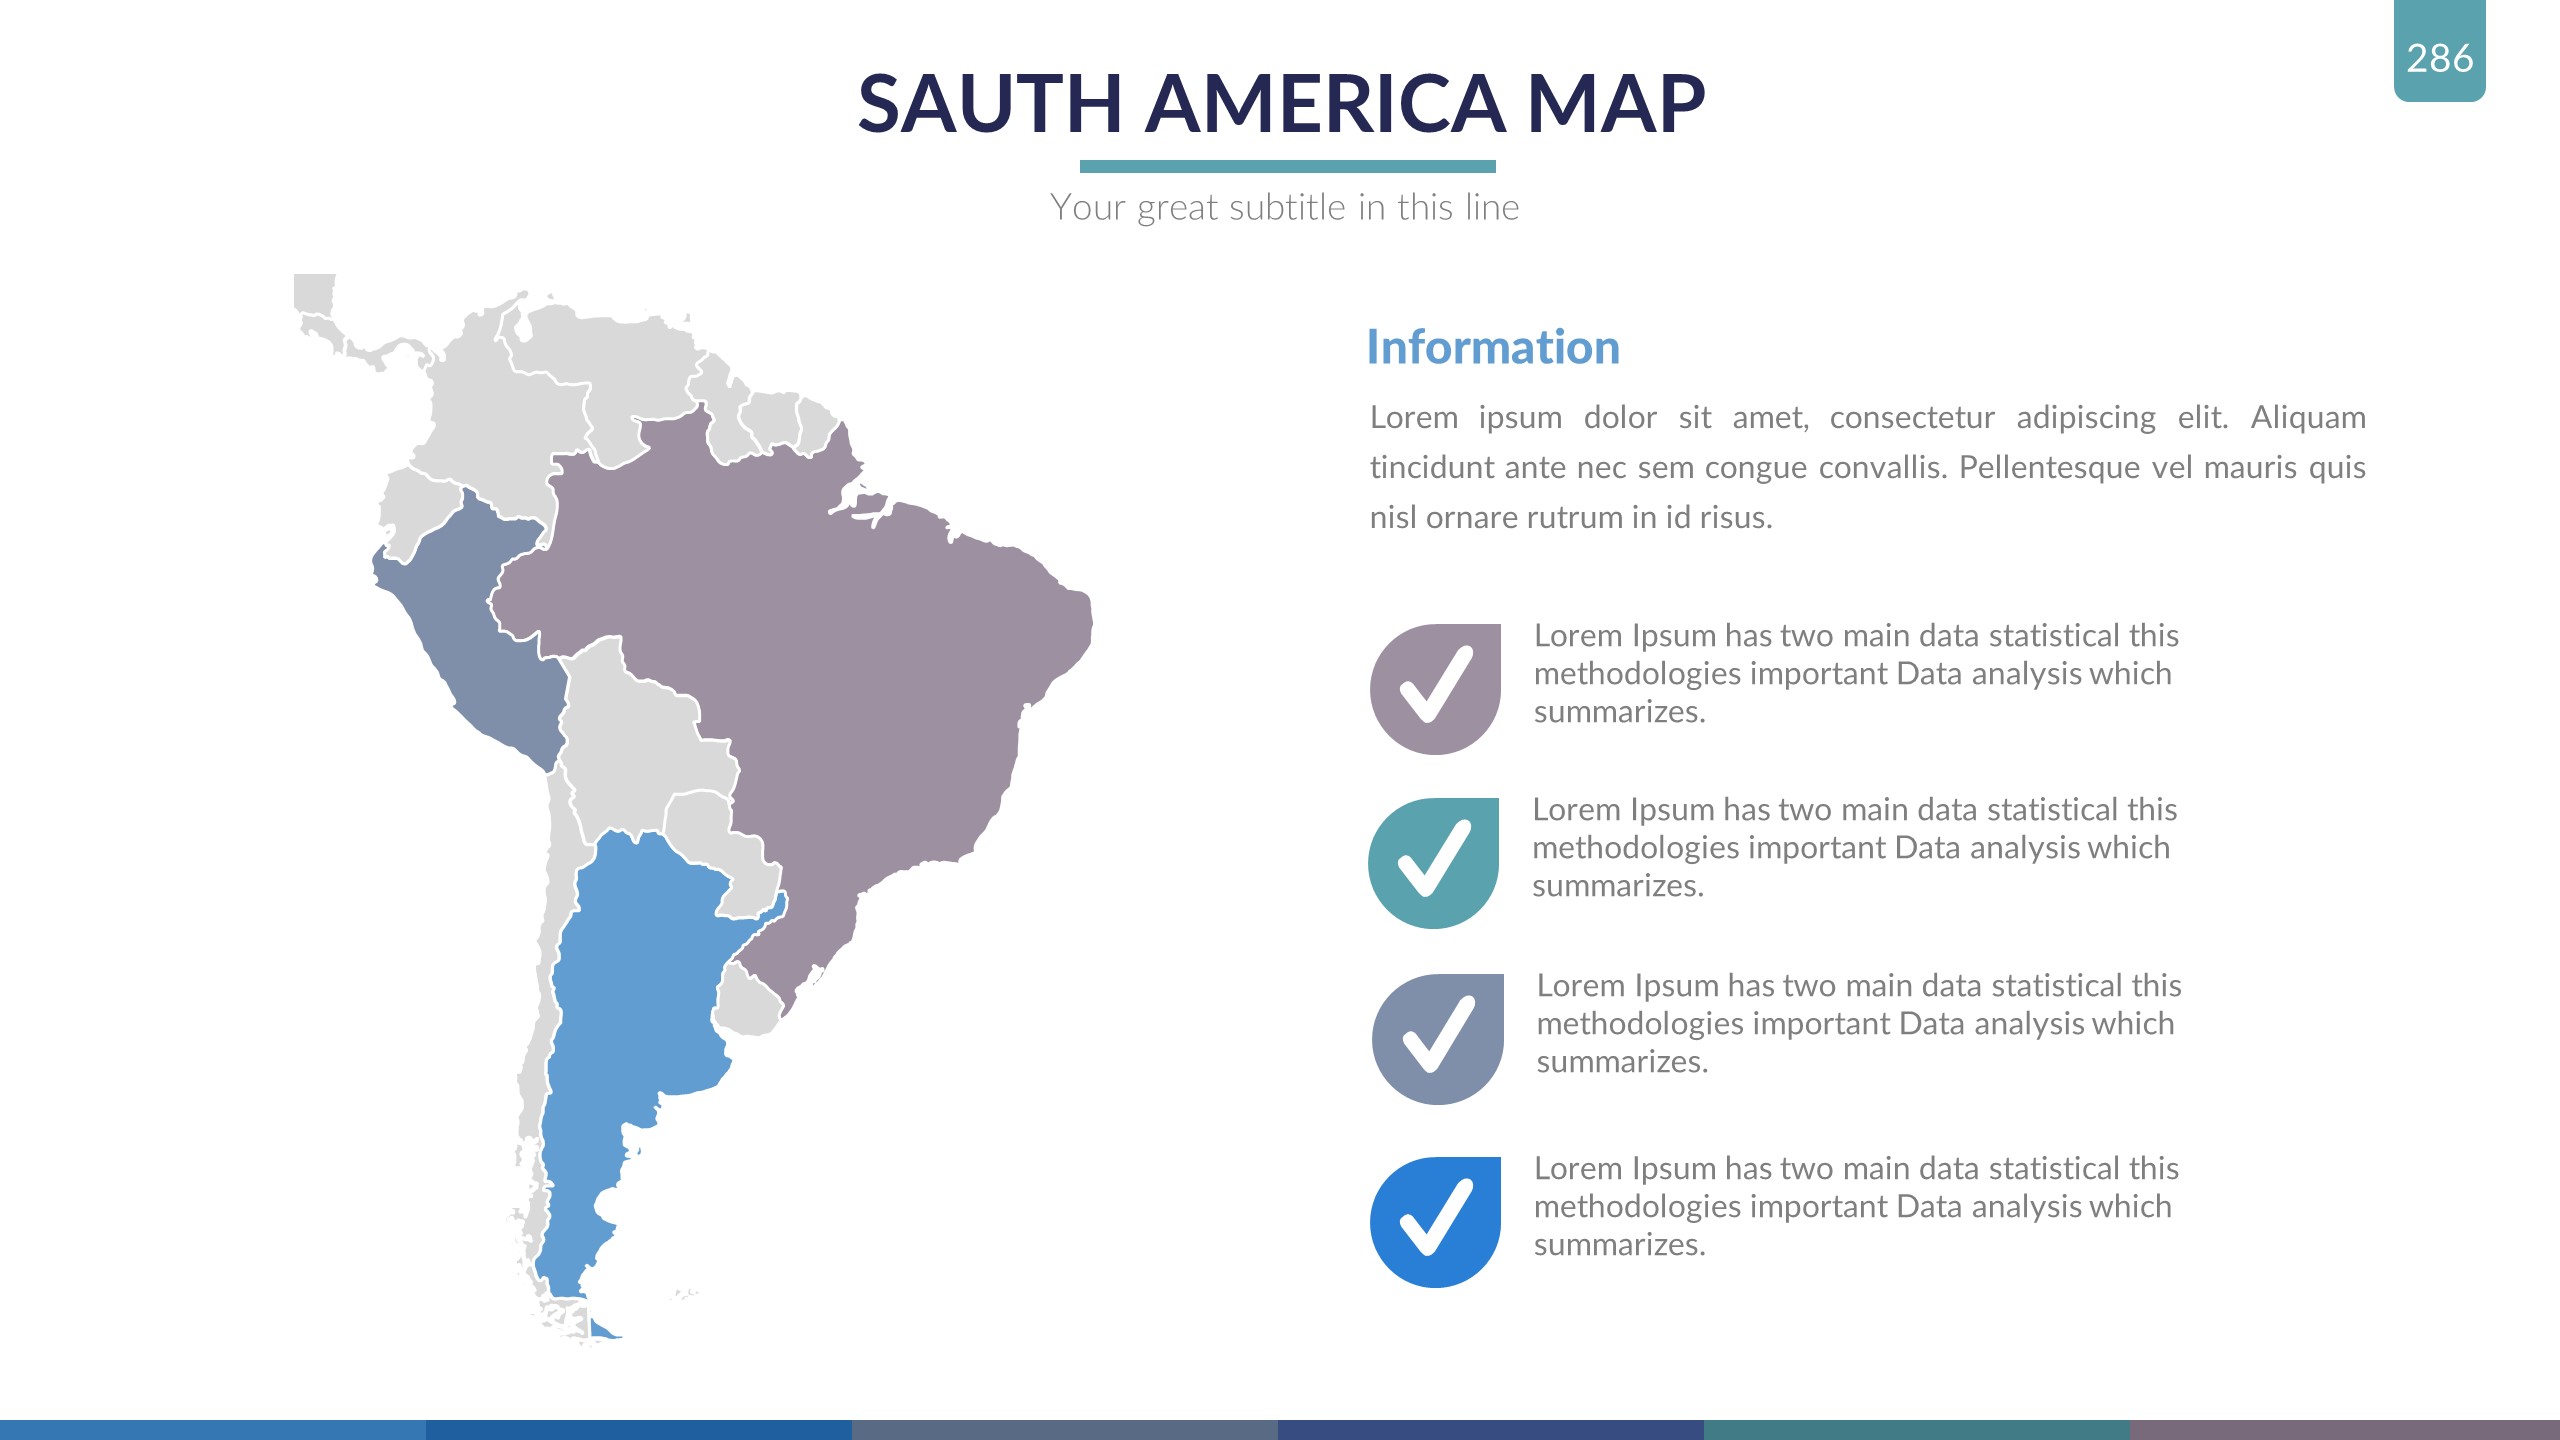 286
SAUTH AMERICA MAP
Your great subtitle in this line
Information
Lorem ipsum dolor sit amet, consectetur adipiscing elit. Aliquam
tincidunt ante nec sem congue convallis. Pellentesque vel mauris quis
nisl ornare rutrum in id risus.
Lorem Ipsum has two main data statistical this
methodologies important Data analysis which
summarizes.
Lorem Ipsum has two main data statistical this
methodologies important Data analysis which
summarizes.
Lorem Ipsum has two main data statistical this
methodologies important Data analysis which
summarizes.
Lorem Ipsum has two main data statistical this
methodologies important Data analysis which
summarizes.